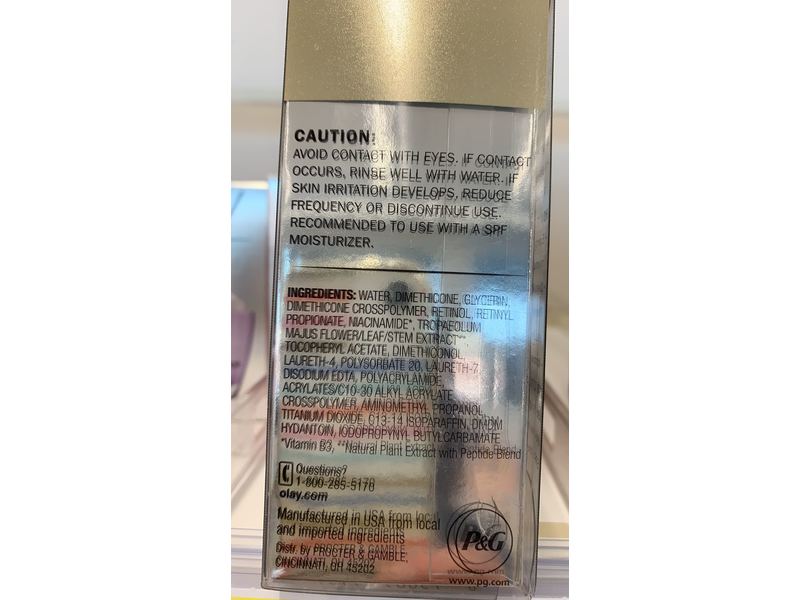 CAUTION:
AVOID CONTACT WITH EYES. IF CONTACT
OCCURS, RINSE WELL WITH WATER. IF
SKIN IRRITATION DEVELOPS, REDUCE
FREQUENCY OR DISCONTINUE USE.
RECOMMENDED TO USE WITH A SPF
MOISTURIZER.
INGREDIENTS: WATER, DIMETHICONE, GLYCERIN,
DIMETHICONE CROSSPOLYMER, RETINOL, RETINYL
PROPIONATE, NIACINAMIDE*, TROPAEOLUM
MAJUS FLOWER/LEAF/STEM EXTRACT**,
TOCOPHERYL ACETATE, DIMETHICONOL,
LAURETH-4, POLYSORBATE 20, LAURETH-7,
DISODIUM EDTA, POLYACRYLAMIDE,
ACRYLATES/C10-30 ALKYL ACRYLATE
CROSSPOLYMER, AMINOMETHYL PROPANOL,
TITANIUM DIOXIDE, C13-14 ISOPARAFFIN, DMDM
HYDANTOIN, IODOPROPYNYL BUTYLCARBAMATE
*Vitamin B3, **Natural Plant Extract with Peptide Blend
Questions?
1-800-285-5170
olay.com
Manufactured in USA from local
and imported ingredients
Distr. by PROCTER & GAMBLE,
CINCINNATI, OH 45202
P&G
www.pg.com